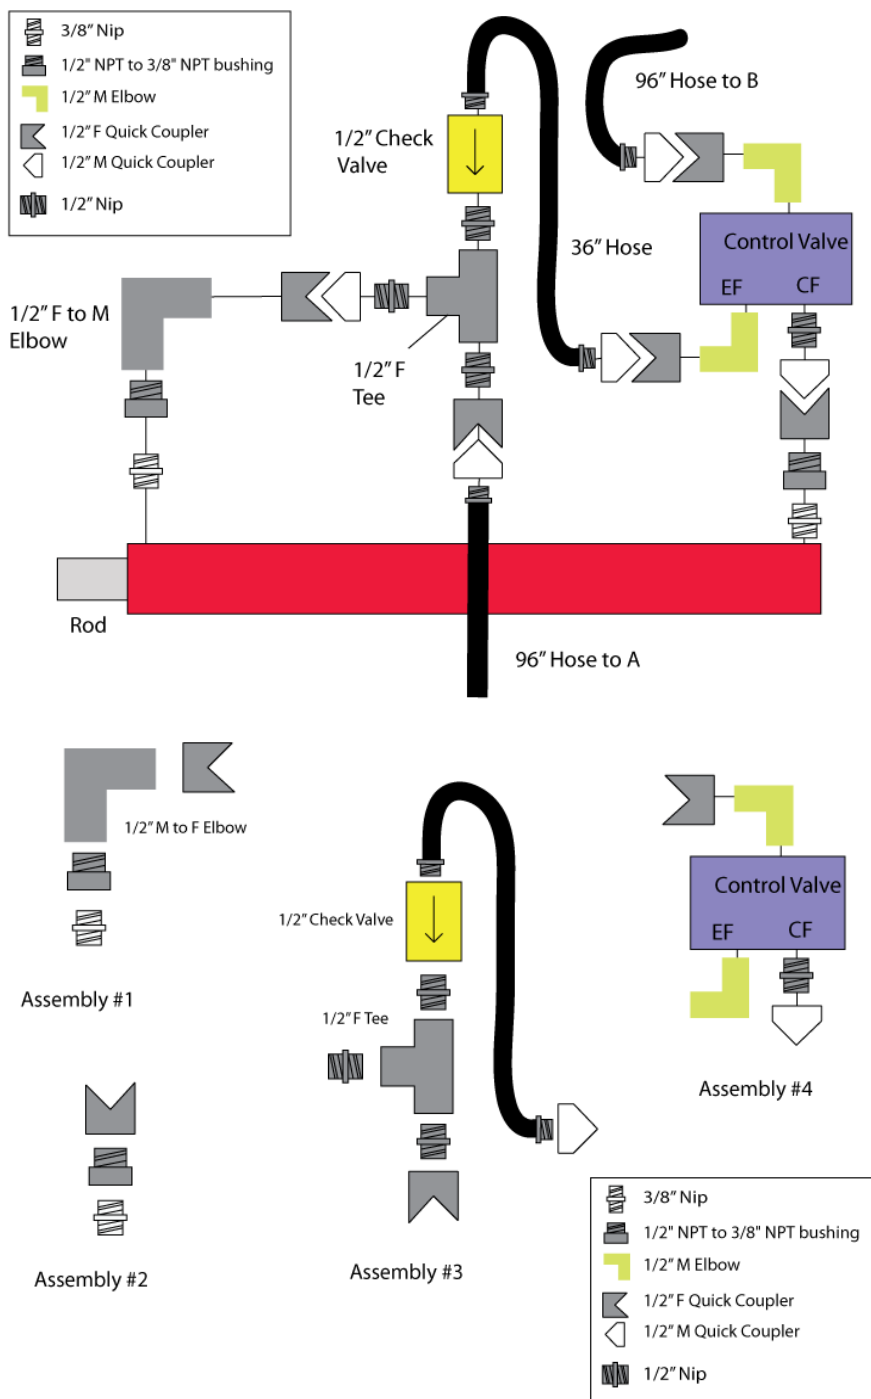 3/8” Nip
1/2" NPT to 3/8" NPT bushing
1/2” M Elbow
1/2” F Quick Coupler
1/2” M Quick Coupler
1/2” Nip
96” Hose to B
1/2” Check
Valve
36” Hose
Control Valve
EF CF
1/2” F to M
Elbow
1/2” F
Tee
Rod
96” Hose to A
1/2” M to F Elbow
Assembly #1
Assembly #2
1/2” Check Valve
1/2” F Tee
Assembly #3
Control Valve
EF CF
Assembly #4
3/8” Nip
1/2" NPT to 3/8" NPT bushing
1/2” M Elbow
1/2” F Quick Coupler
1/2” M Quick Coupler
1/2” Nip